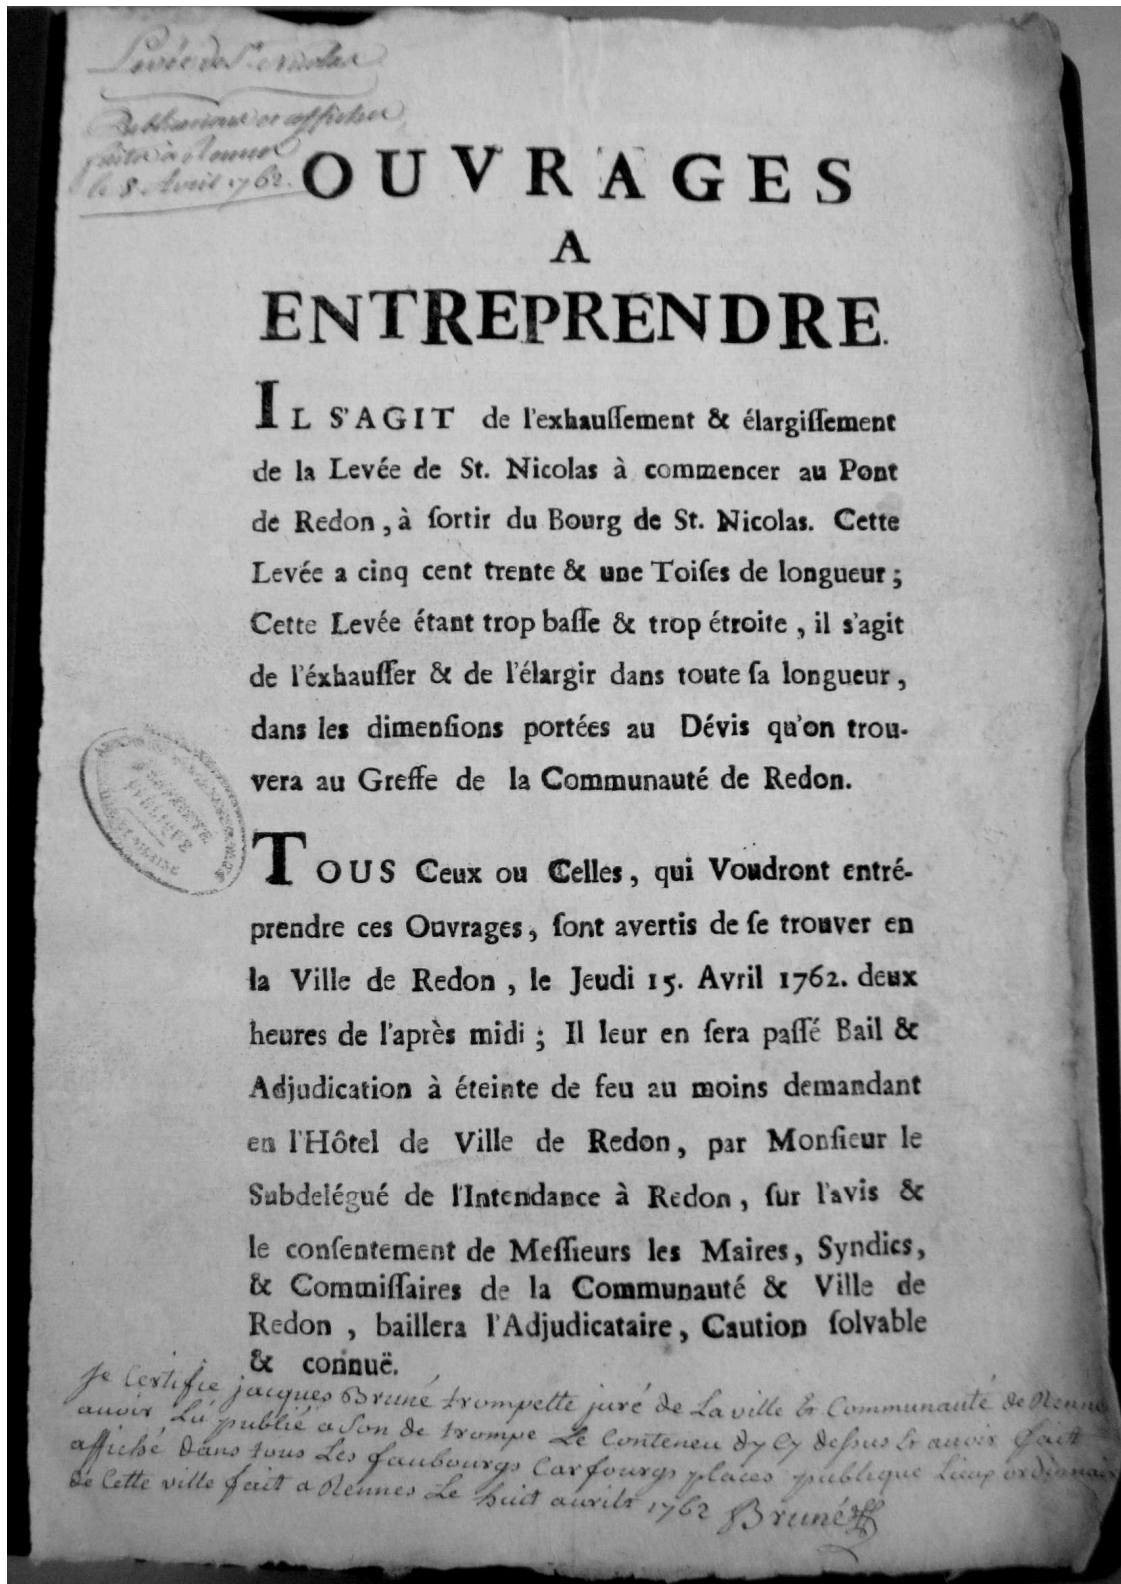 Levée de St. Nicolas
Publications et affiches
faites à Rennes
le 8 Avril 1762.
OUVRAGES
A
ENTREPRENDRE.
IL S'AGIT de l'exhauſſement & élargiſſement
de la Levée de St. Nicolas à commencer au Pont
de Redon, à ſortir du Bourg de St. Nicolas. Cette
Levée a cinq cent trente & une Toiſes de longueur;
Cette Levée étant trop baſſe & trop étroite, il s'agit
de l'éxhauſſer & de l'élargir dans toute ſa longueur,
dans les dimenſions portées au Dévis qu'on trou-
vera au Greffe de la Communauté de Redon.
TOUS Ceux ou Celles, qui Voudront entré-
prendre ces Ouvrages, ſont avertis de ſe trouver en
la Ville de Redon, le Jeudi 15. Avril 1762. deux
heures de l'après midi; Il leur en ſera paſſé Bail &
Adjudication à éteinte de feu au moins demandant
en l'Hôtel de Ville de Redon, par Monſieur le
Subdelégué de l'Intendance à Redon, ſur l'avis &
le conſentement de Meſſieurs les Maires, Syndics,
& Commiſſaires de la Communauté & Ville de
Redon, baillera l'Adjudicataire, Caution ſolvable
& connuë.
Je Certifie jacques Bruné trompette juré de La ville Et Communauté de Rennes
auoir Lu publié a son de trompe Le Conteneu dy Cy dessus Et auoir fait
affiché dans tous Les faubourgs Carfourgs places publique Lieux ordinair
de Cette ville fait a Rennes Le huit auril 1762 Bruné